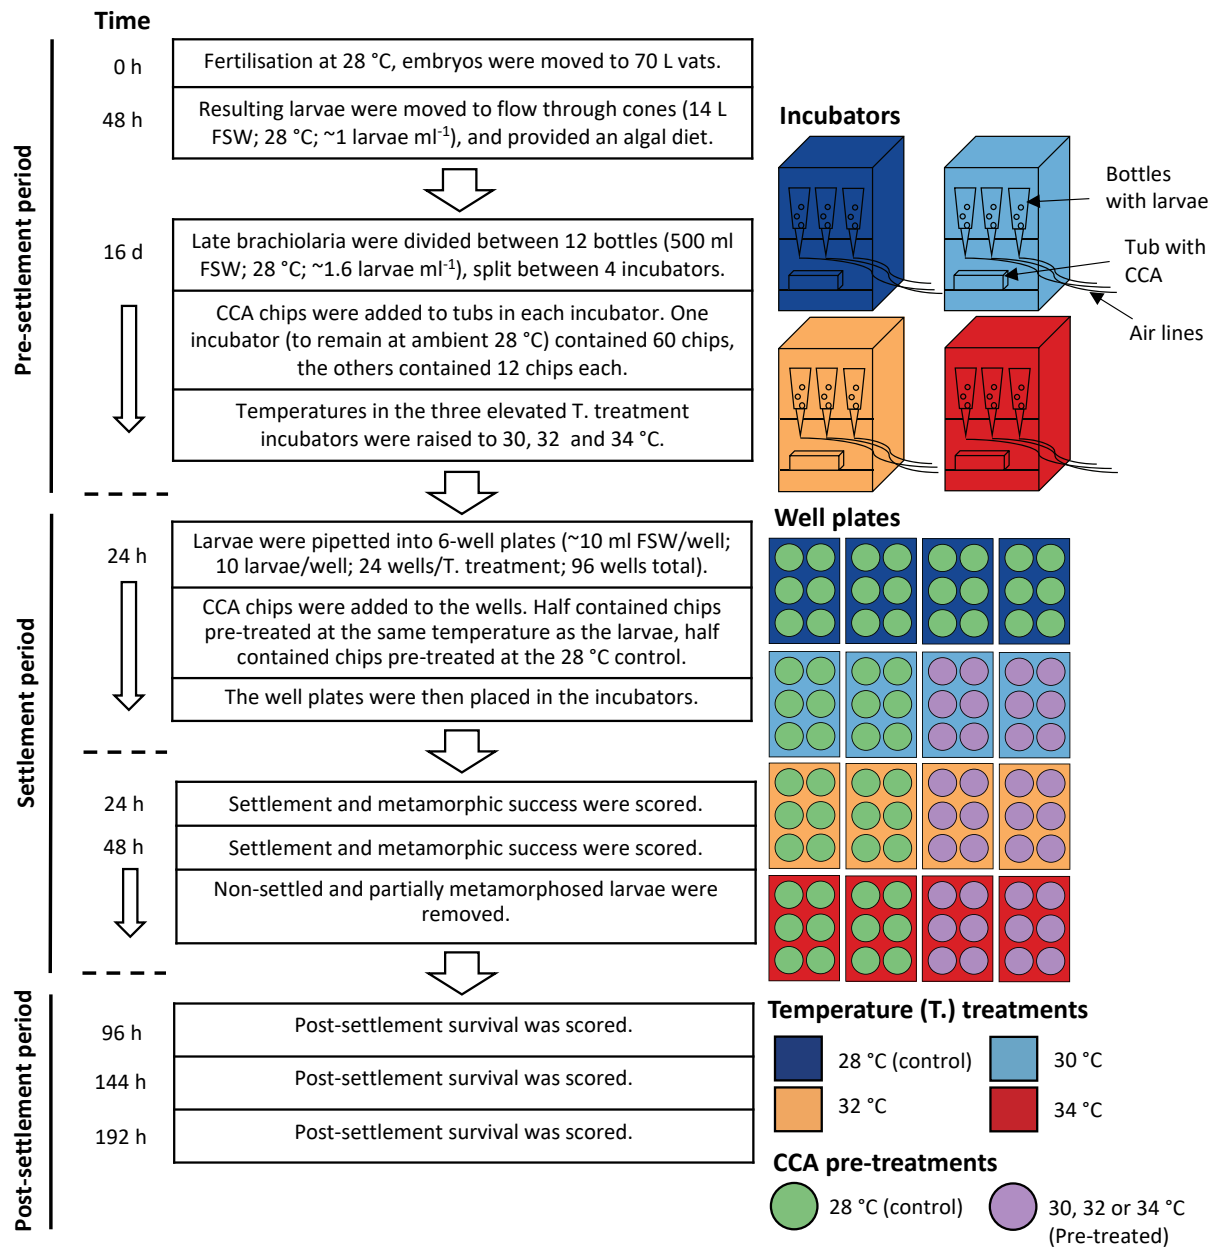 Time
Pre-settlement period
0 h
Fertilisation at 28 °C, embryos were moved to 70 L vats.
48 h
Resulting larvae were moved to flow through cones (14 L
FSW; 28 °C; ~1 larvae ml-1), and provided an algal diet.
16 d
Late brachiolaria were divided between 12 bottles (500 ml
FSW; 28 °C; ~1.6 larvae ml-1), split between 4 incubators.
CCA chips were added to tubs in each incubator. One
incubator (to remain at ambient 28 °C) contained 60 chips,
the others contained 12 chips each.
Temperatures in the three elevated T. treatment
incubators were raised to 30, 32 and 34 °C.
Incubators
Bottles
with larvae
Tub with
CCA
Air lines
Settlement period
24 h
Larvae were pipetted into 6-well plates (~10 ml FSW/well;
10 larvae/well; 24 wells/T. treatment; 96 wells total).
CCA chips were added to the wells. Half contained chips
pre-treated at the same temperature as the larvae, half
contained chips pre-treated at the 28 °C control.
The well plates were then placed in the incubators.
24 h
Settlement and metamorphic success were scored.
48 h
Settlement and metamorphic success were scored.
Non-settled and partially metamorphosed larvae were
removed.
Well plates
Post-settlement period
96 h
Post-settlement survival was scored.
144 h
Post-settlement survival was scored.
192 h
Post-settlement survival was scored.
Temperature (T.) treatments
28 °C (control)
30 °C
32 °C
34 °C
CCA pre-treatments
28 °C (control)
30, 32 or 34 °C
(Pre-treated)